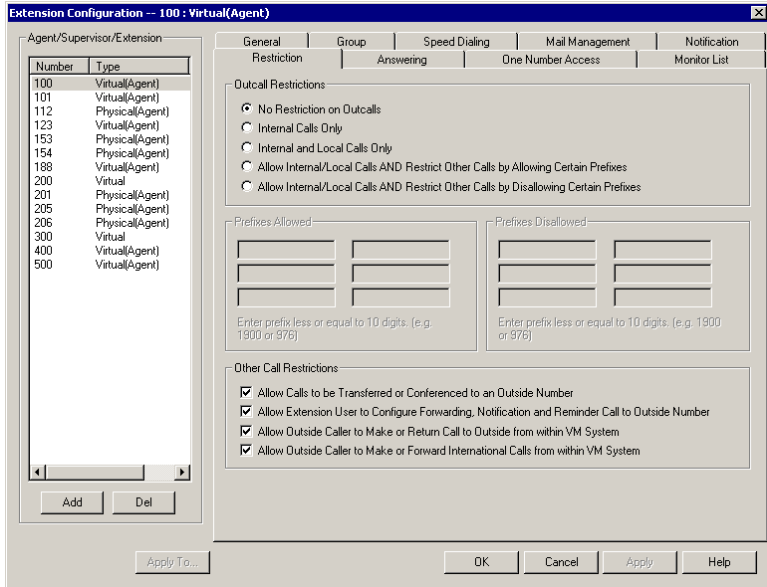 Extension Configuration -- 100 : Virtual(Agent)
Agent/Supervisor/Extension
Number Type
100 Virtual(Agent)
101 Virtual(Agent)
112 Physical(Agent)
123 Virtual(Agent)
153 Physical(Agent)
154 Physical(Agent)
188 Virtual(Agent)
200 Virtual
201 Physical(Agent)
205 Physical(Agent)
206 Physical(Agent)
300 Virtual
400 Virtual(Agent)
500 Virtual(Agent)
Add Del
General Group Speed Dialing Mail Management Notification
Restriction Answering One Number Access Monitor List
Outcall Restrictions
No Restriction on Outcalls
Internal Calls Only
Internal and Local Calls Only
Allow Internal/Local Calls AND Restrict Other Calls by Allowing Certain Prefixes
Allow Internal/Local Calls AND Restrict Other Calls by Disallowing Certain Prefixes
Prefixes Allowed
Enter prefix less or equal to 10 digits. (e.g.
1900 or 976)
Prefixes Disallowed
Enter prefix less or equal to 10 digits. (e.g. 1900
or 976)
Other Call Restrictions
Allow Calls to be Transferred or Conferenced to an Outside Number
Allow Extension User to Configure Forwarding, Notification and Reminder Call to Outside Number
Allow Outside Caller to Make or Return Call to Outside from within VM System
Allow Outside Caller to Make or Forward International Calls from within VM System
Apply To... OK Cancel Apply Help